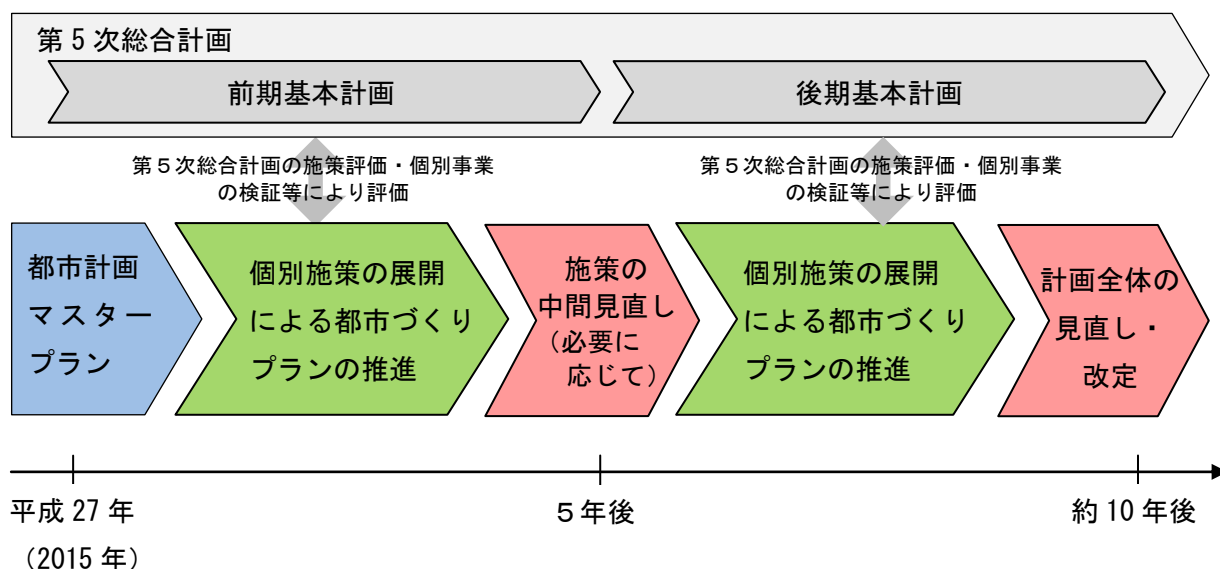 第5次総合計画
前期基本計画
後期基本計画
第5次総合計画の施策評価・個別事業
の検証等により評価
第5次総合計画の施策評価・個別事業
の検証等により評価
都市計画
マスター
プラン
個別施策の展開
による都市づくり
プランの推進
施策の
中間見直し
(必要に
応じて)
個別施策の展開
による都市づくり
プランの推進
計画全体の
見直し・
改定
平成27年
(2015年)
5年後
約10年後